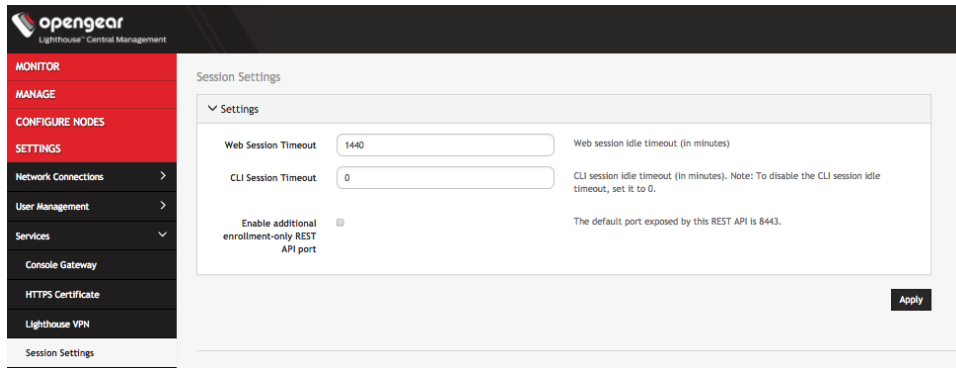 opengear
Lighthouse™ Central Management
MONITOR
MANAGE
CONFIGURE NODES
SETTINGS
Network Connections
User Management
Services
Console Gateway
HTTPS Certificate
Lighthouse VPN
Session Settings
Session Settings
Settings
Web Session Timeout
1440
Web session idle timeout (in minutes)
CLI Session Timeout
0
CLI session idle timeout (in minutes). Note: To disable the CLI session idle
timeout, set it to 0.
Enable additional
enrollment-only REST
API port
The default port exposed by this REST API is 8443.
Apply